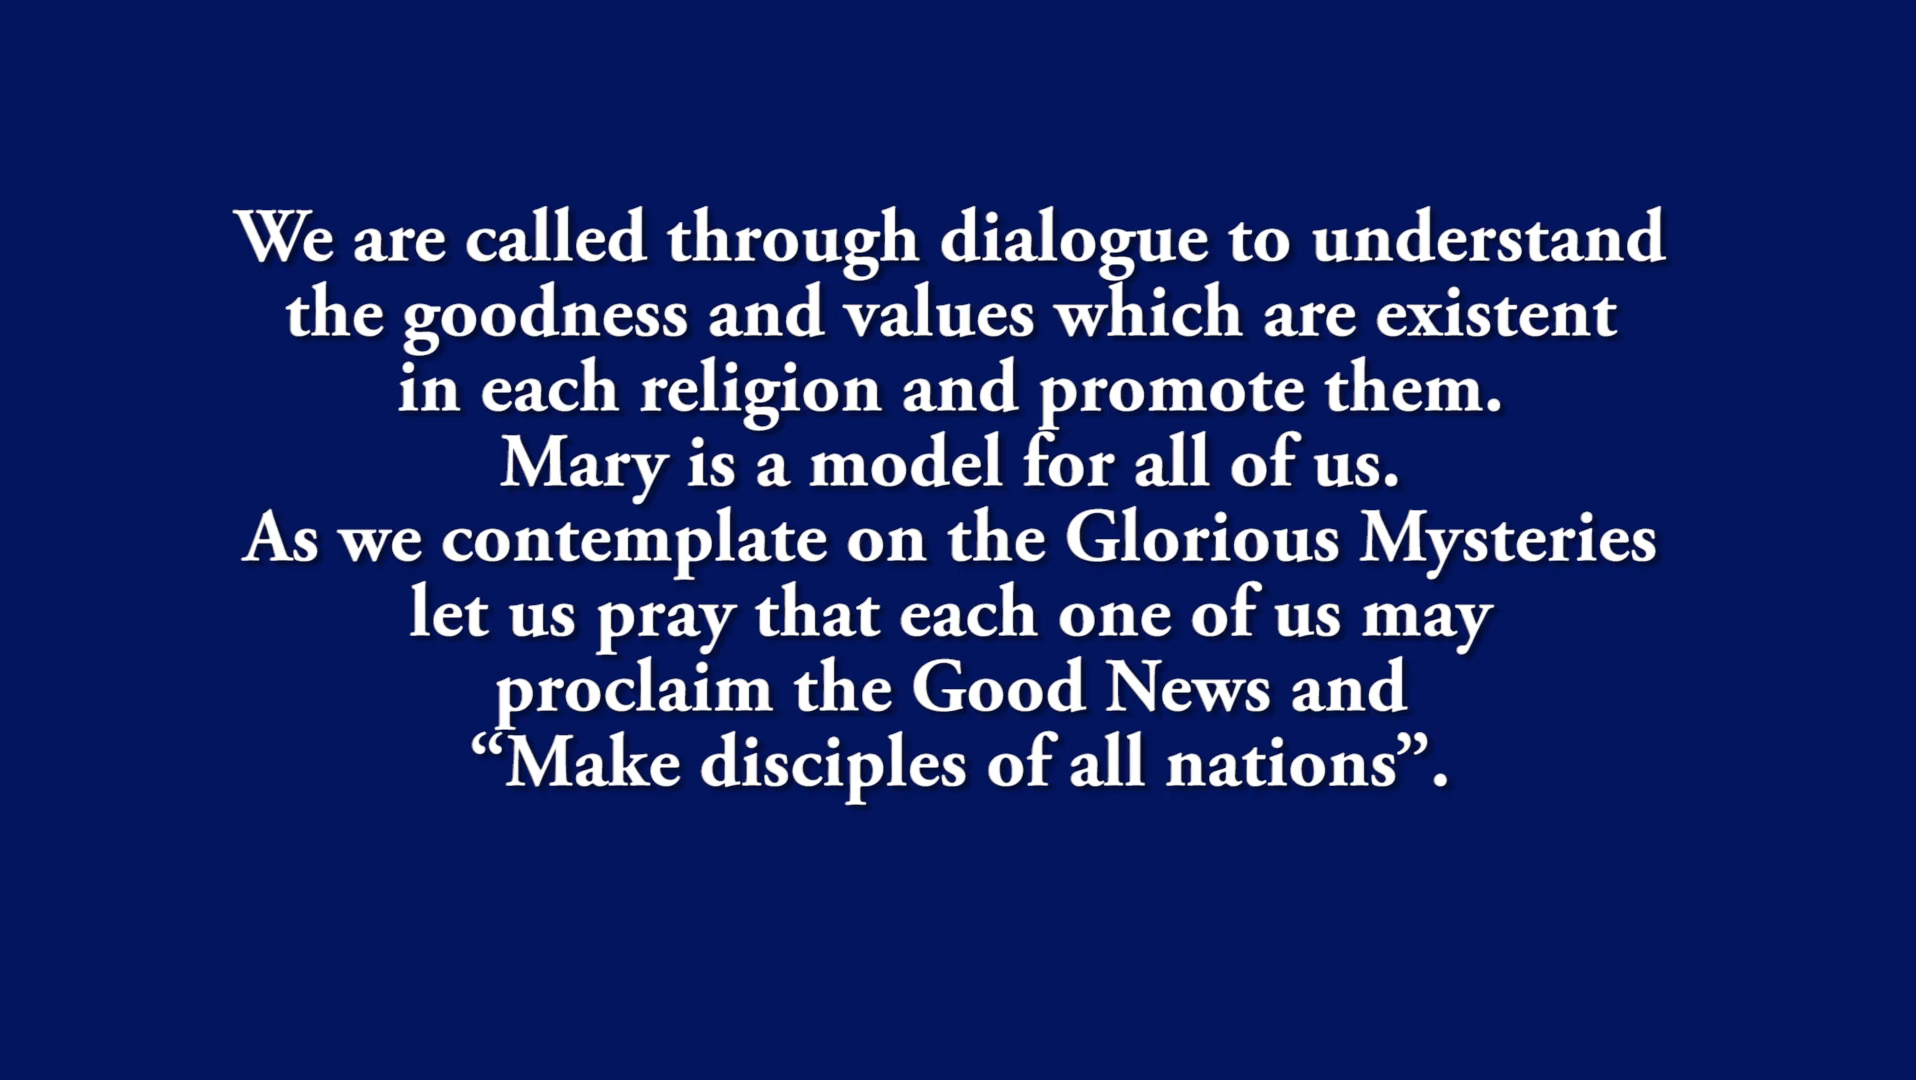 We are called through dialogue to understand
the goodness and values which are existent
in each religion and promote them.
Mary is a model for all of us.
As we contemplate on the Glorious Mysteries
let us pray that each one of us may
proclaim the Good News and
“Make disciples of all nations”.